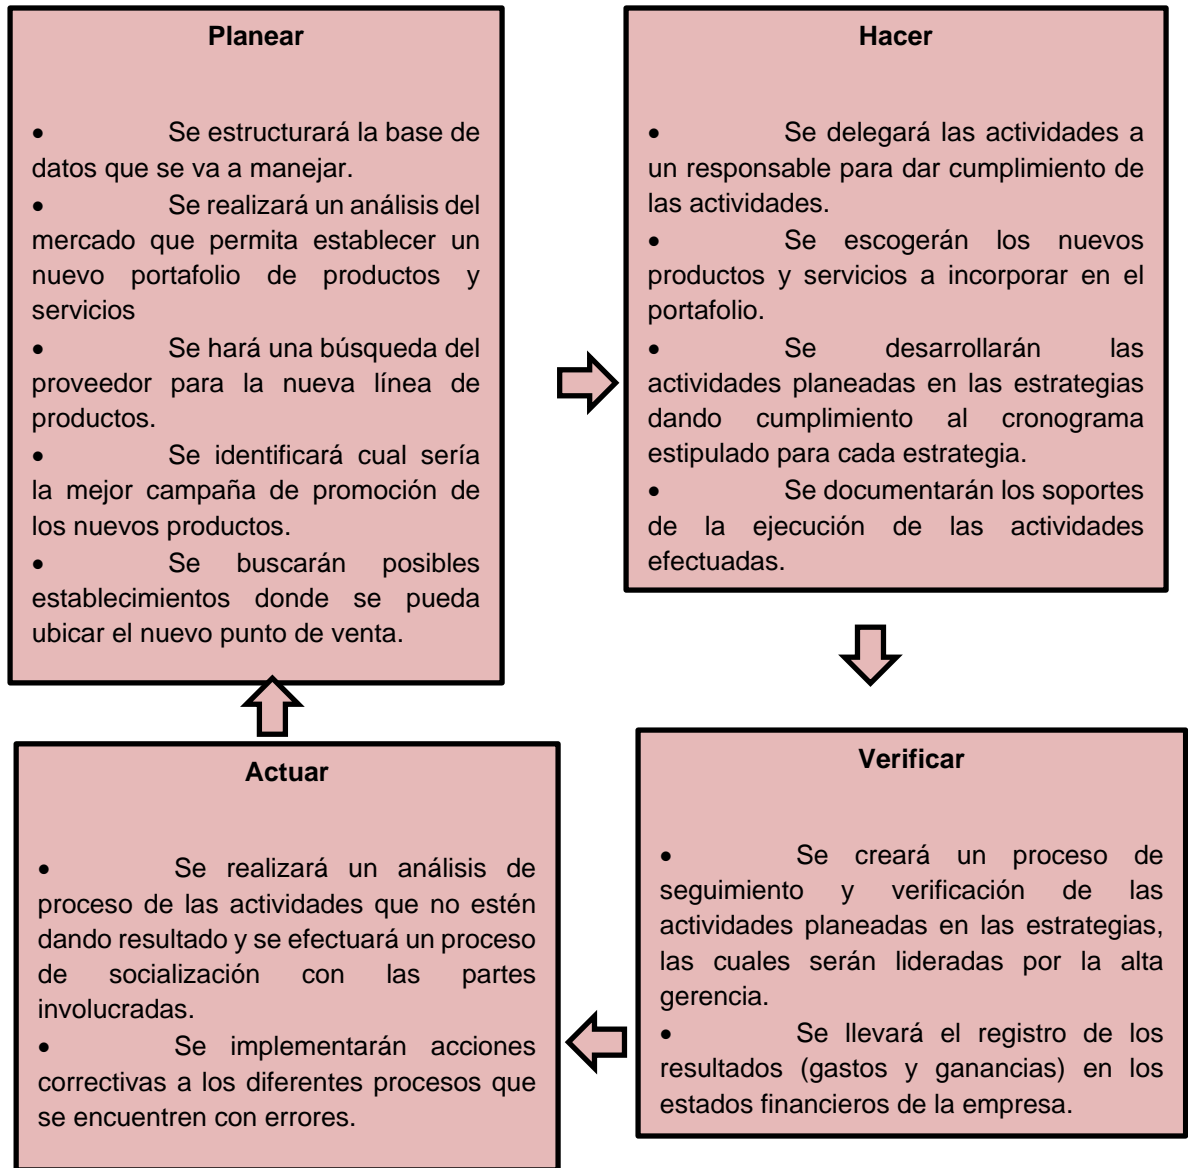 Planear
• Se estructurará la base de
datos que se va a manejar.
• Se realizará un análisis del
mercado que permita establecer un
nuevo portafolio de productos y
servicios
• Se hará una búsqueda del
proveedor para la nueva línea de
productos.
• Se identificará cual sería
la mejor campaña de promoción de
los nuevos productos.
• Se buscarán posibles
establecimientos donde se pueda
ubicar el nuevo punto de venta.
Hacer
• Se delegará las actividades a
un responsable para dar cumplimiento de
las actividades.
• Se escogerán los nuevos
productos y servicios a incorporar en el
portafolio.
• Se desarrollarán las
actividades planeadas en las estrategias
dando cumplimiento al cronograma
estipulado para cada estrategia.
• Se documentarán los soportes
de la ejecución de las actividades
efectuadas.
Verificar
• Se creará un proceso de
seguimiento y verificación de las
actividades planeadas en las estrategias,
las cuales serán lideradas por la alta
gerencia.
• Se llevará el registro de los
resultados (gastos y ganancias) en los
estados financieros de la empresa.
Actuar
• Se realizará un análisis de
proceso de las actividades que no estén
dando resultado y se efectuará un proceso
de socialización con las partes
involucradas.
• Se implementarán acciones
correctivas a los diferentes procesos que
se encuentren con errores.